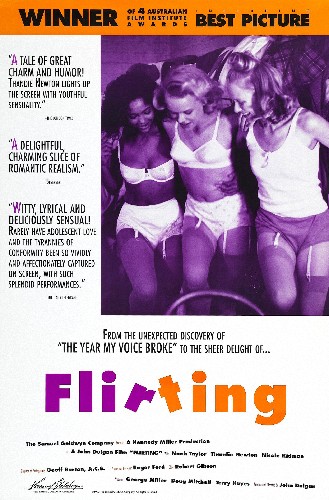 WINNER
OF 4 AUSTRALIAN
FILM INSTITUTE
AWARDS
BEST PICTURE
"A TALE OF GREAT
CHARM AND HUMOR!
THANDIE NEWTON LIGHTS UP
THE SCREEN WITH YOUTHFUL
SENSUALITY."
"A DELIGHTFUL,
CHARMING SLICE OF
ROMANTIC REALISM."
"WITTY, LYRICAL AND
DELICIOUSLY SENSUAL!
RARELY HAVE ADOLESCENT LOVE
AND THE TYRANNIES OF
CONFORMITY BEEN SO VIVIDLY
AND AFFECTIONATELY CAPTURED
ON SCREEN, WITH SUCH
SPLENDID PERFORMANCES."
FROM THE UNEXPECTED DISCOVERY OF
"THE YEAR MY VOICE BROKE" TO THE SHEER DELIGHT OF...
Flirting
The Samuel Goldwyn Company A Kennedy Miller Production
A John Duigan Film "FLIRTING" Noah Taylor Thandie Newton Nicole Kidman
Geoff Burton, A.C.S. Roger Ford Robert Gibson
George Miller Doug Mitchell Terry Hayes John Duigan